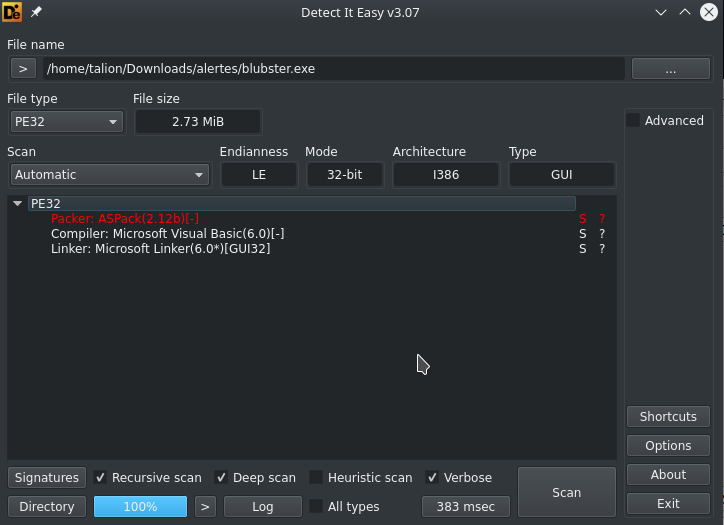 De
Detect It Easy v3.07
File name
> /home/talion/Downloads/alertes/blubster.exe ...
File type File size
PE32 2.73 MiB
Advanced
Scan Endianness Mode Architecture Type
Automatic LE 32-bit I386 GUI
PE32
Packer: ASPack(2.12b)[-] S ?
Compiler: Microsoft Visual Basic(6.0)[-] S ?
Linker: Microsoft Linker(6.0*)[GUI32] S ?
Shortcuts
Options
About
Exit
Signatures Recursive scan Deep scan Heuristic scan Verbose
Scan
Directory 100% > Log All types 383 msec